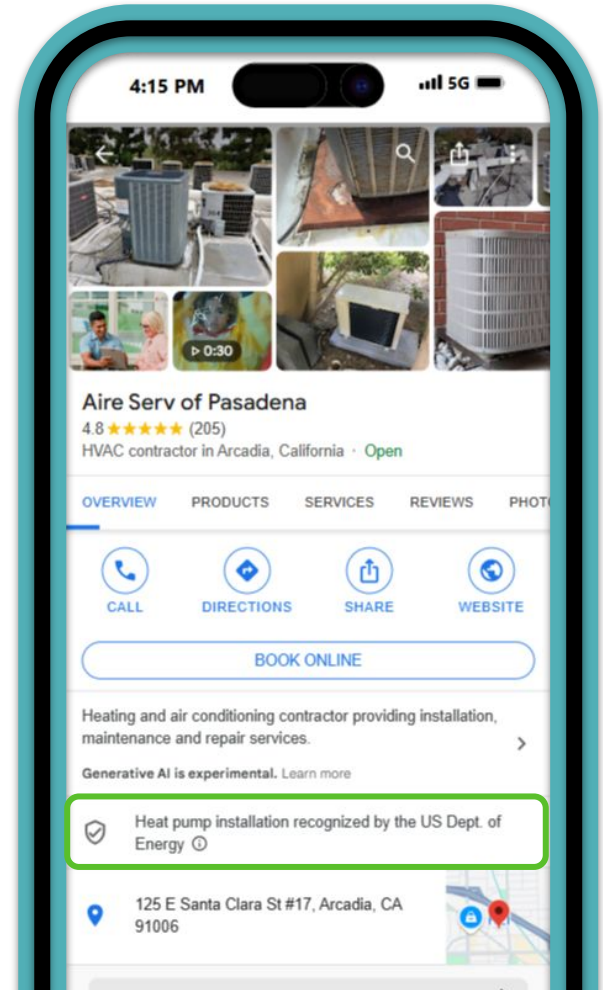 4:15 PM
5G
0:30
Aire Serv of Pasadena
4.8 ★★★★★ (205)
HVAC contractor in Arcadia, California · Open
OVERVIEW PRODUCTS SERVICES REVIEWS PHOT
CALL DIRECTIONS SHARE WEBSITE
BOOK ONLINE
Heating and air conditioning contractor providing installation,
maintenance and repair services.
Generative AI is experimental. Learn more
Heat pump installation recognized by the US Dept. of
Energy
125 E Santa Clara St #17, Arcadia, CA
91006